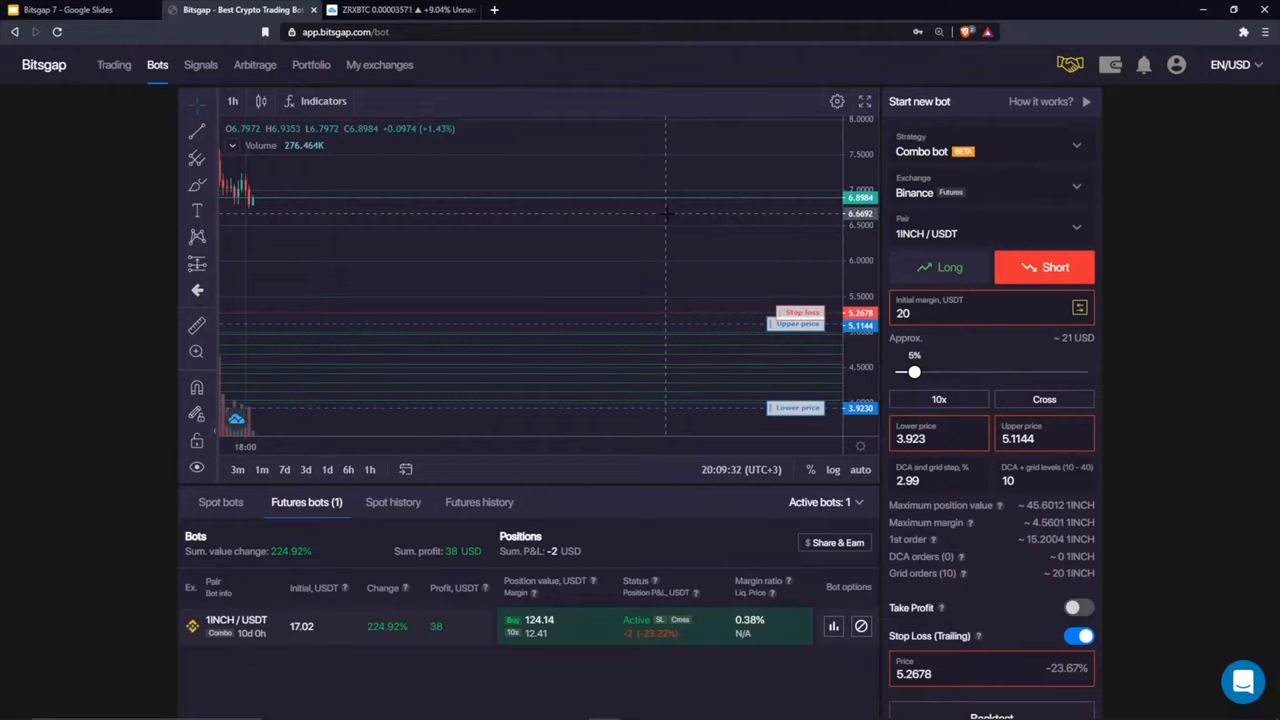 Bitsgap 7 - Google Slides
Bitsgap - Best Crypto Trading Bot
ZRXBTC 0.00003571 ▲ +9.04% Unnam
app.bitsgap.com/bot
Bitsgap
Trading
Bots
Signals
Arbitrage
Portfolio
My exchanges
EN/USD
1h
Indicators
O6.7972 H6.9353 L6.7972 C6.8984 +0.0974 (+1.43%)
Volume 276.464K
8.0000
7.5000
7.0000
6.8984
6.6692
6.5000
6.0000
5.5000
Stop loss
5.2678
Upper price
5.1144
5.0000
4.5000
Lower price
3.9230
18:00
3m 1m 7d 3d 1d 6h 1h
20:09:32 (UTC+3)
% log auto
Spot bots
Futures bots (1)
Spot history
Futures history
Active bots: 1
Bots
Sum. value change: 224.92%
Sum. profit: 38 USD
Positions
Sum. P&L: -2 USD
$ Share & Earn
Ex.
Pair
Bot info
Initial, USDT ?
Change ?
Profit, USDT ?
Position value, USDT ?
Margin ?
Status ?
Position P&L, USDT ?
Margin ratio ?
Liq. Price ?
Bot options
1INCH / USDT
Combo 10d 0h
17.02
224.92%
38
Buy 124.14
10x 12.41
Active SL Cross
-2 (-23.22%)
0.38%
N/A
Start new bot
How it works?
Strategy
Combo bot BETA
Exchange
Binance Futures
Pair
1INCH / USDT
Long
Short
Initial margin, USDT
20
Approx.
~ 21 USD
5%
10x
Cross
Lower price
3.923
Upper price
5.1144
DCA and grid step, %
2.99
DCA + grid levels (10 - 40)
10
Maximum position value ? ~ 45.6012 1INCH
Maximum margin ? ~ 4.5601 1INCH
1st order ? ~ 15.2004 1INCH
DCA orders (0) ? ~ 0 1INCH
Grid orders (10) ? ~ 20 1INCH
Take Profit ?
Stop Loss (Trailing) ?
Price
5.2678
-23.67%
Backtest